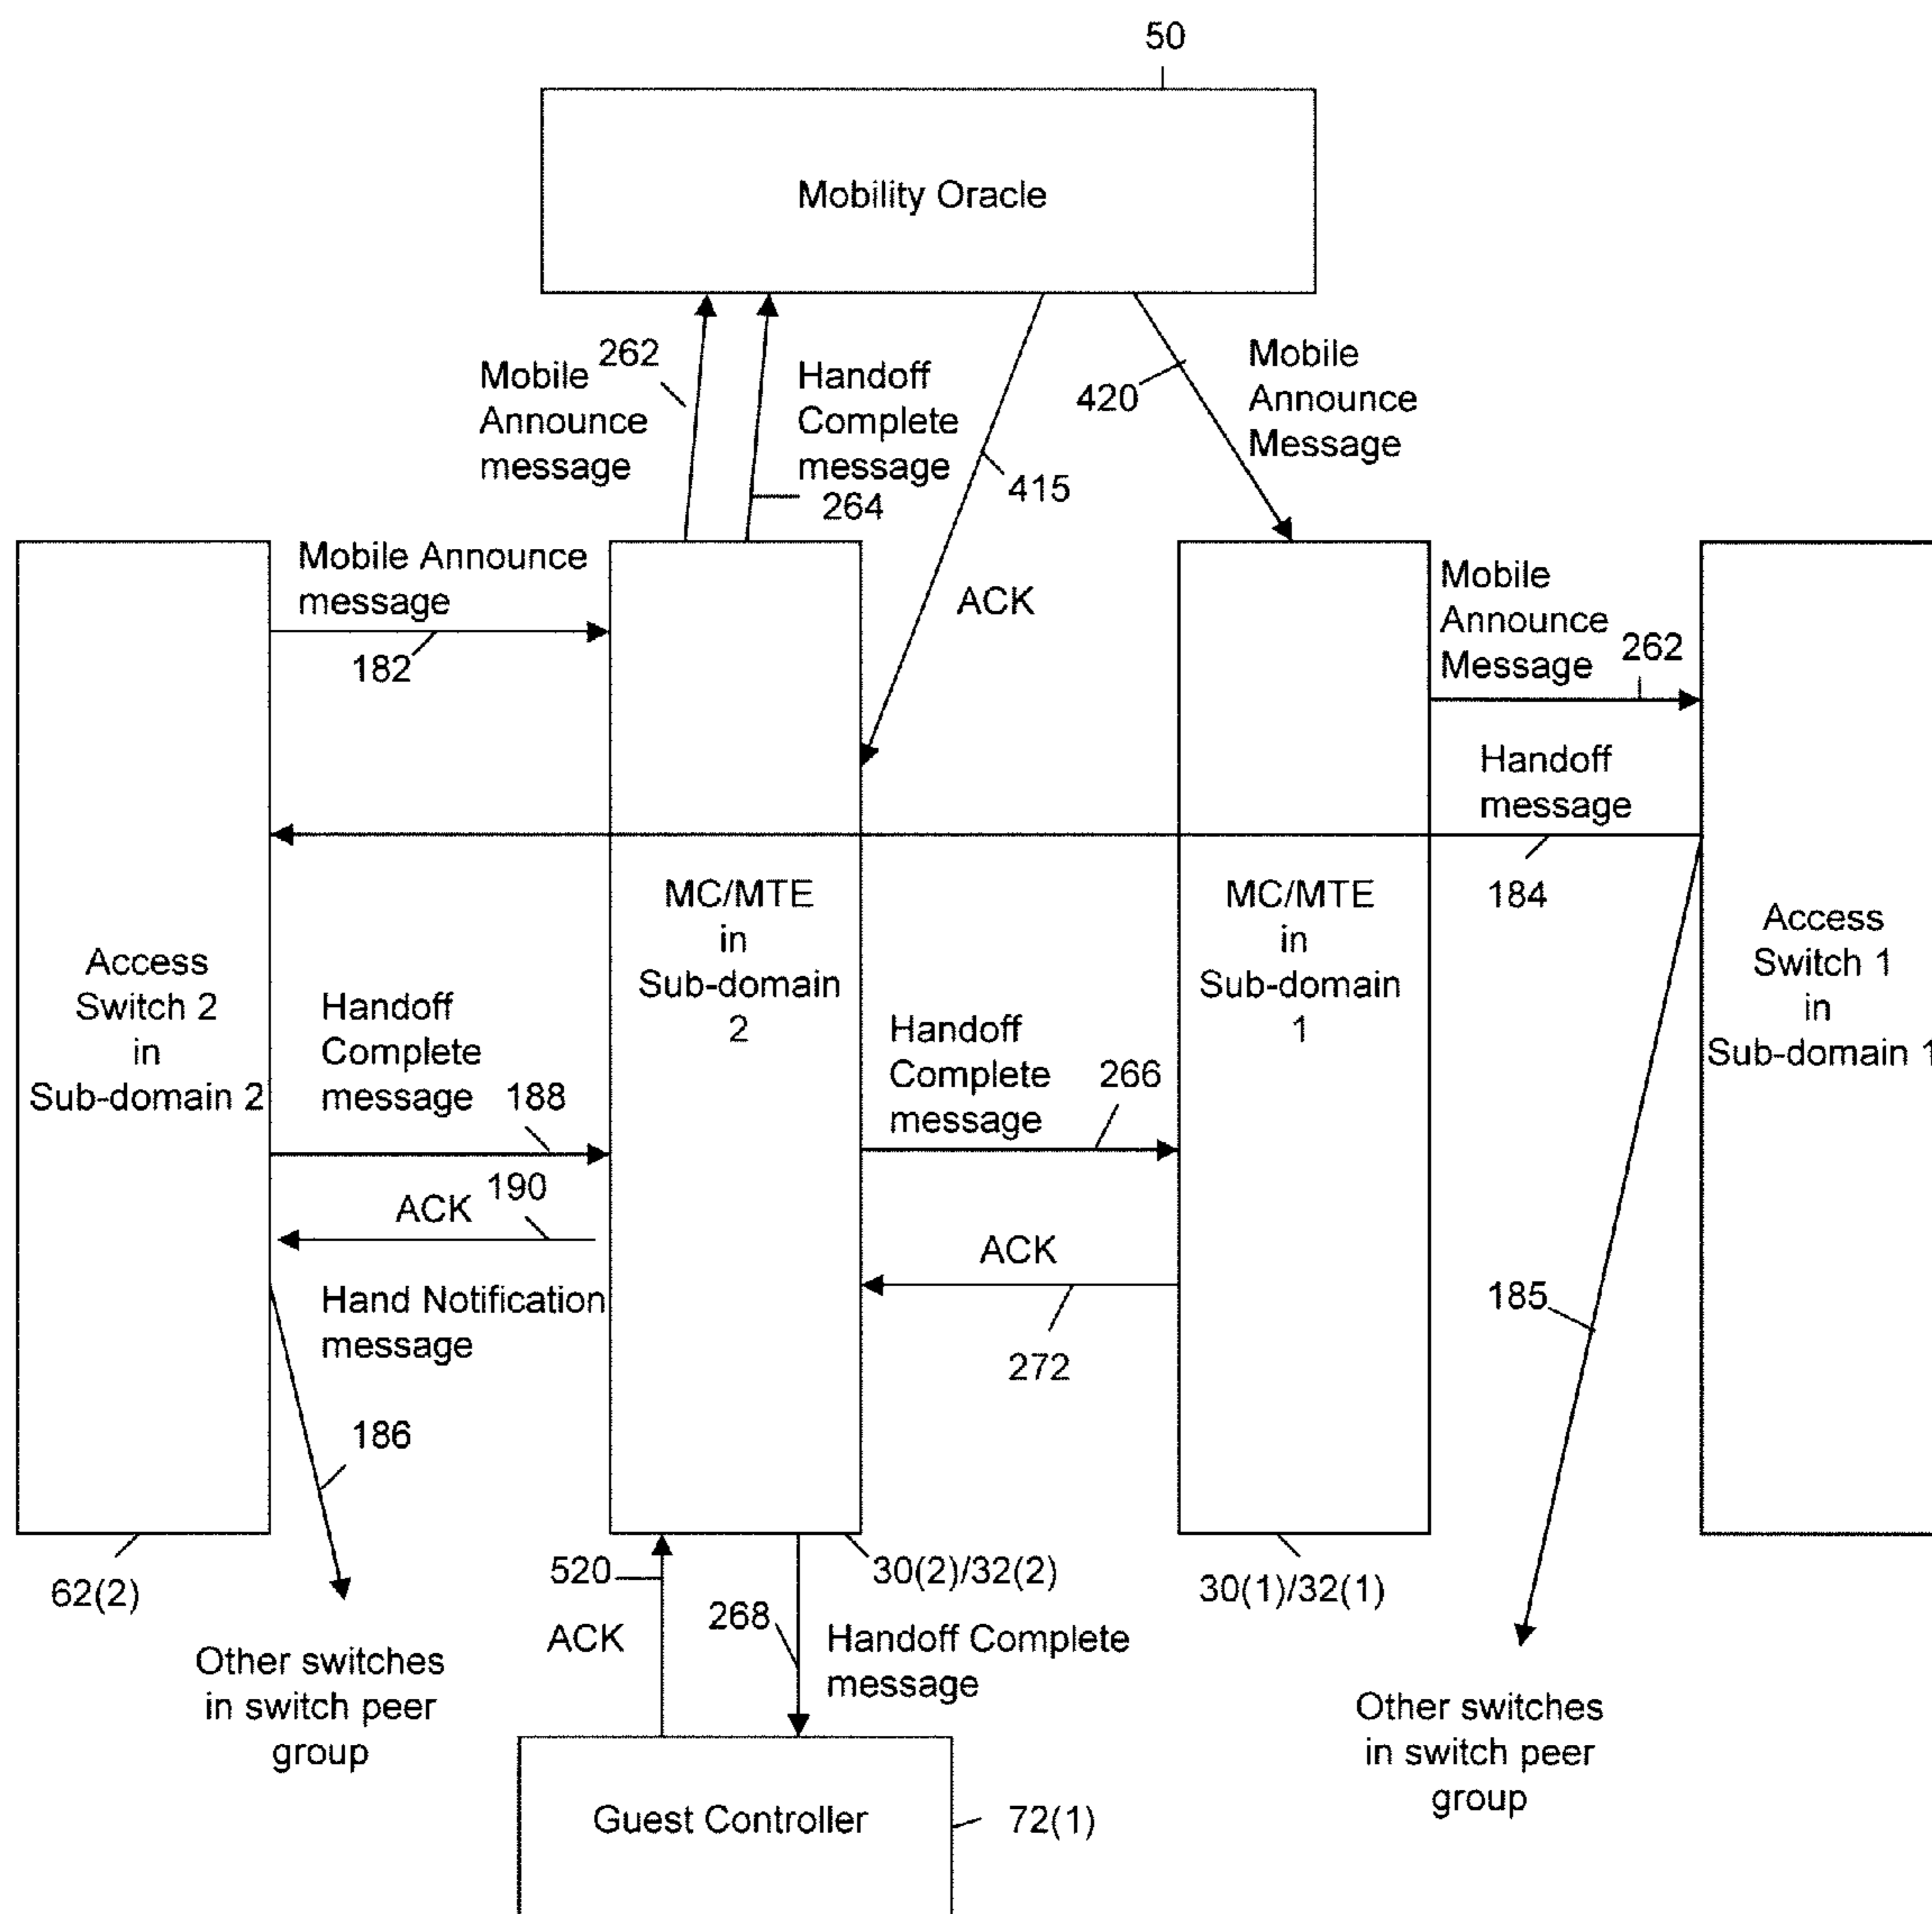 50
Mobility Oracle
262
Mobile
Announce
message
Handoff
Complete
message
264
415
420
Mobile
Announce
Message
Mobile Announce
message
182
ACK
Mobile
Announce
Message
262
Handoff
message
184
Access
Switch 2
in
Sub-domain 2
MC/MTE
in
Sub-domain
2
MC/MTE
in
Sub-domain
1
Access
Switch 1
in
Sub-domain 1
Handoff
Complete
message
188
Handoff
Complete
message
266
190
ACK
ACK
272
Hand Notification
message
186
185
62(2)
520
ACK
30(2)/32(2)
268
Handoff Complete
message
30(1)/32(1)
Other switches
in switch peer
group
Other switches
in switch peer
group
Guest Controller
72(1)